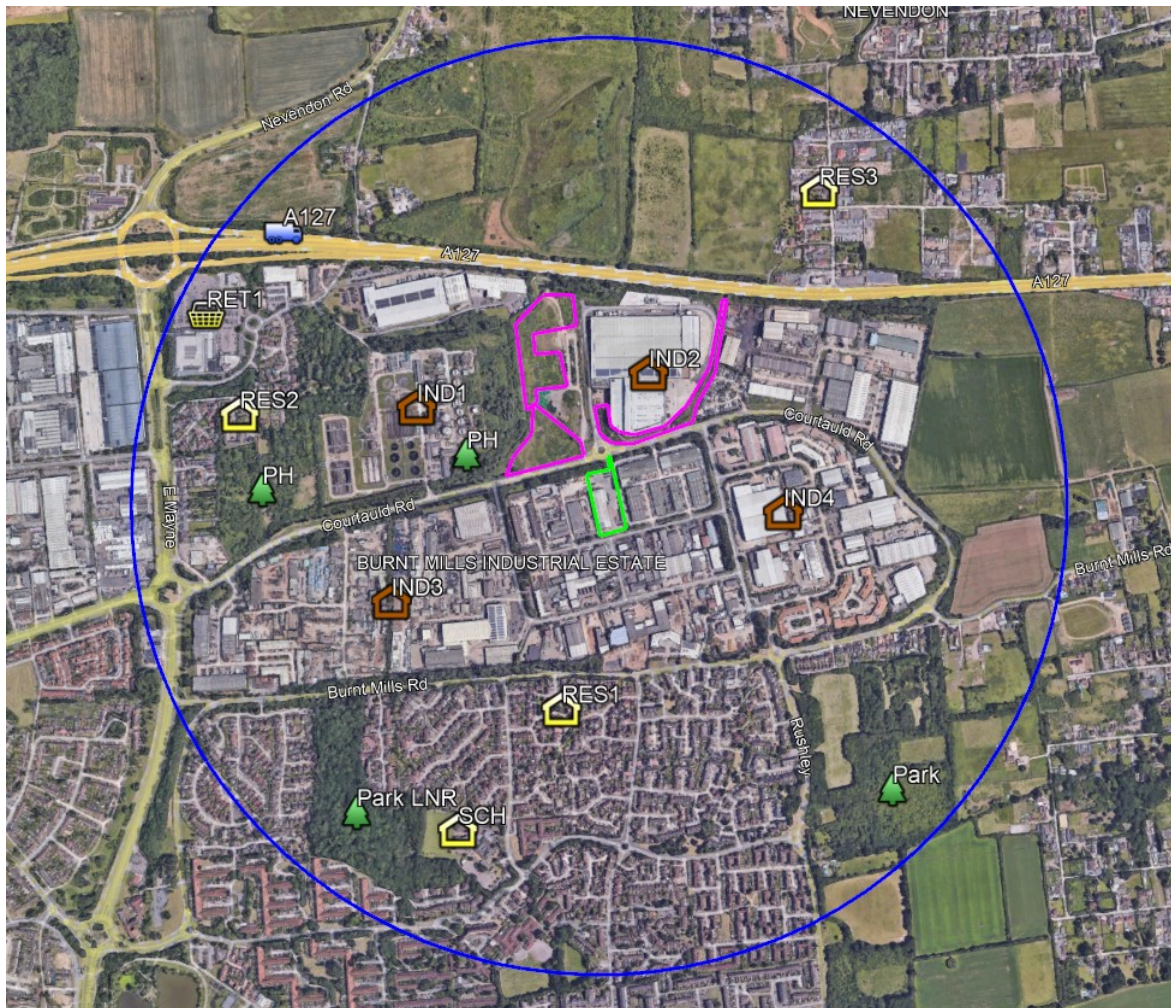 NEVENDON
Nevendon Rd
RES3
A127
A127
A127
RET1
IND2
IND1
RES2
Courtauld Rd
PH
PH
IND4
E Mayne
Courtauld Rd
BURNT MILLS INDUSTRIAL ESTATE
Burnt Mills Rd
IND3
Burnt Mills Rd
RES1
Rushley
Park
Park LNR
SCH